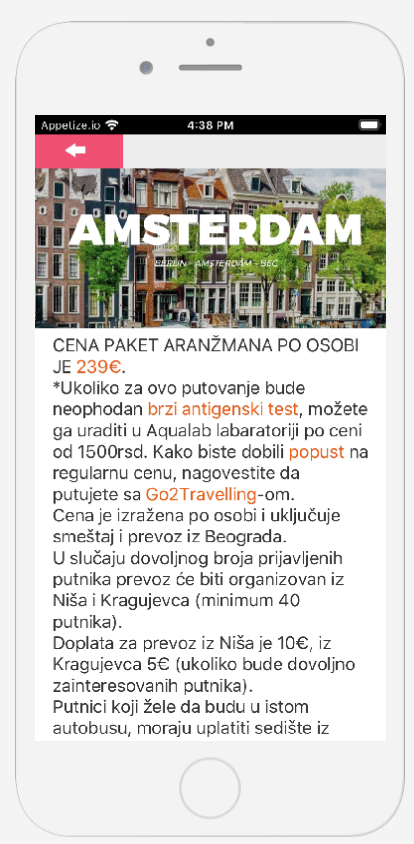 Appetize.io
4:38 PM
AMSTERDAM
BERLIN - AMSTERDAM - BEČ
CENA PAKET ARANŽMANA PO OSOBI
JE 239€.
*Ukoliko za ovo putovanje bude
neophodan brzi antigenski test, možete
ga uraditi u Aqualab labaratoriji po ceni
od 1500rsd. Kako biste dobili popust na
regularnu cenu, nagovestite da
putujete sa Go2Travelling-om.
Cena je izražena po osobi i uključuje
smeštaj i prevoz iz Beograda.
U slučaju dovoljnog broja prijavljenih
putnika prevoz će biti organizovan iz
Niša i Kragujevca (minimum 40
putnika).
Doplata za prevoz iz Niša je 10€, iz
Kragujevca 5€ (ukoliko bude dovoljno
zainteresovanih putnika).
Putnici koji žele da budu u istom
autobusu, moraju uplatiti sedište iz